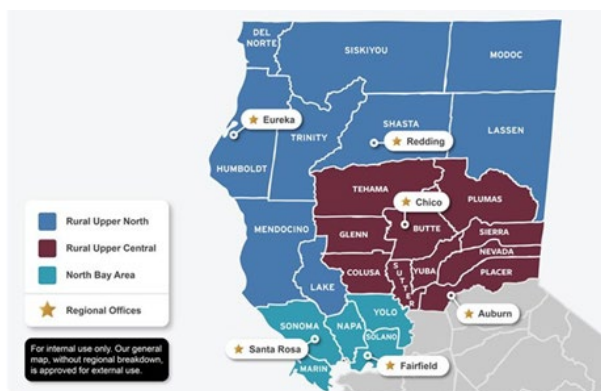 DEL
NORTE
SISKIYOU
MODOC
Eureka
TRINITY
SHASTA
Redding
LASSEN
HUMBOLDT
TEHAMA
PLUMAS
Chico
MENDOCINO
GLENN
BUTTE
SIERRA
NEVADA
COLUSA
SUTTER
YUBA
PLACER
LAKE
Auburn
SONOMA
NAPA
YOLO
SOLANO
Santa Rosa
Fairfield
MARIN
Rural Upper North
Rural Upper Central
North Bay Area
Regional Offices
For internal use only. Our general
map, without regional breakdown,
is approved for external use.